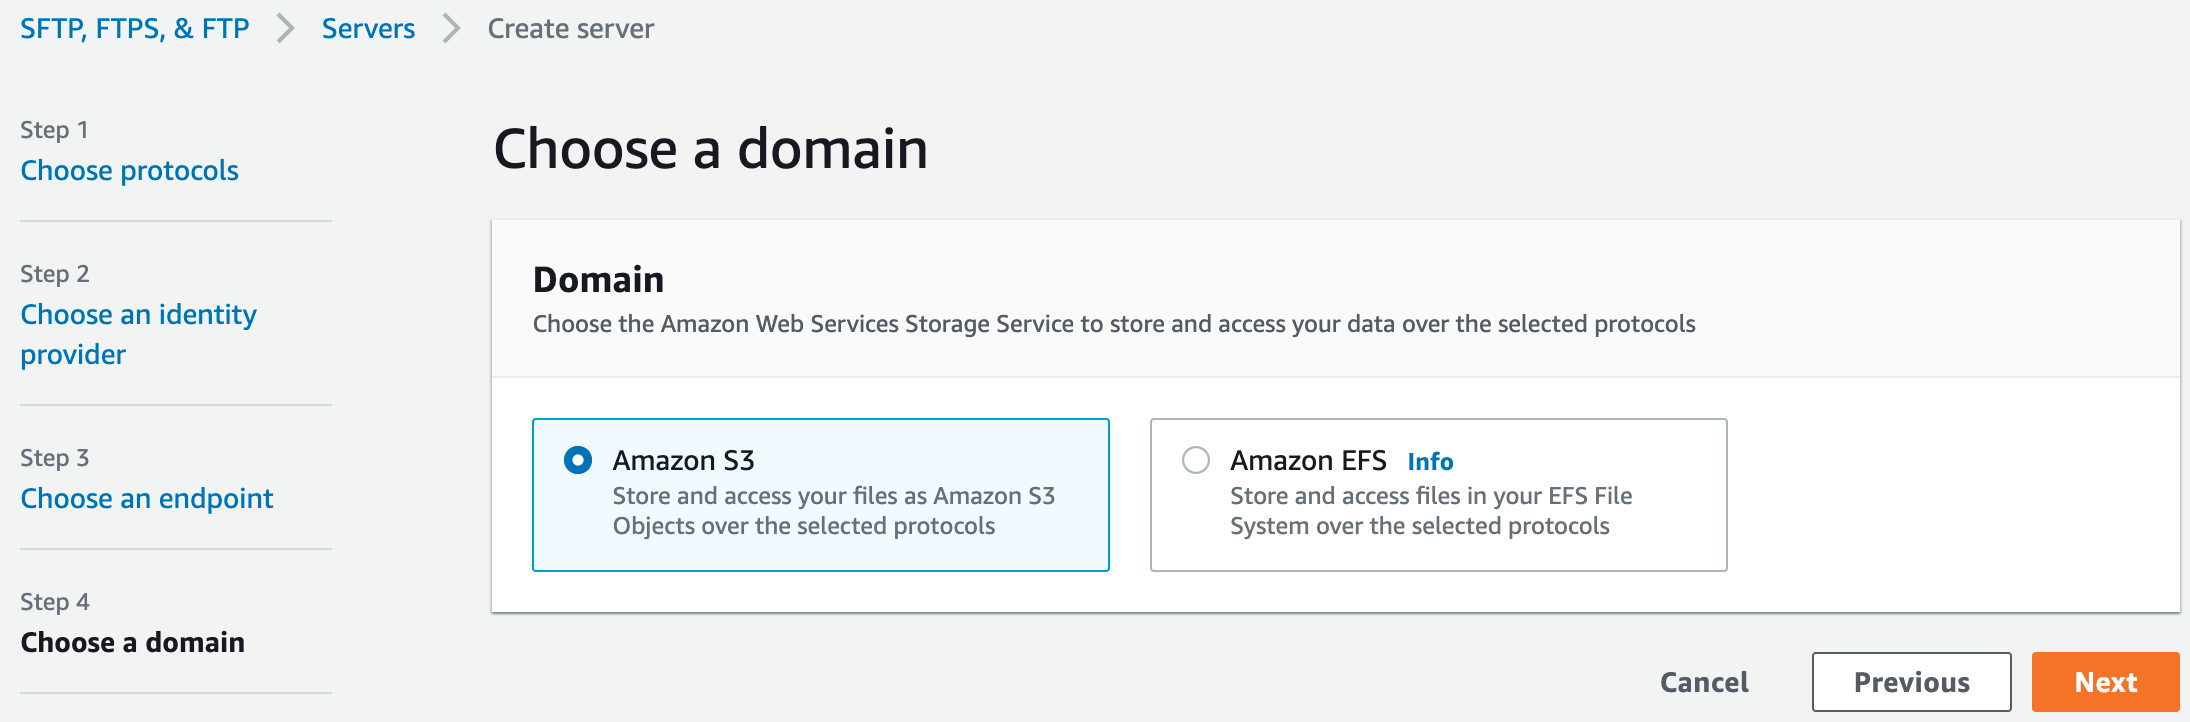 SFTP, FTPS, & FTP > Servers > Create server
Step 1
Choose protocols
Step 2
Choose an identity
provider
Step 3
Choose an endpoint
Step 4
Choose a domain
Choose a domain
Domain
Choose the Amazon Web Services Storage Service to store and access your data over the selected protocols
Amazon S3
Store and access your files as Amazon S3
Objects over the selected protocols
Amazon EFS Info
Store and access files in your EFS File
System over the selected protocols
Cancel Previous Next